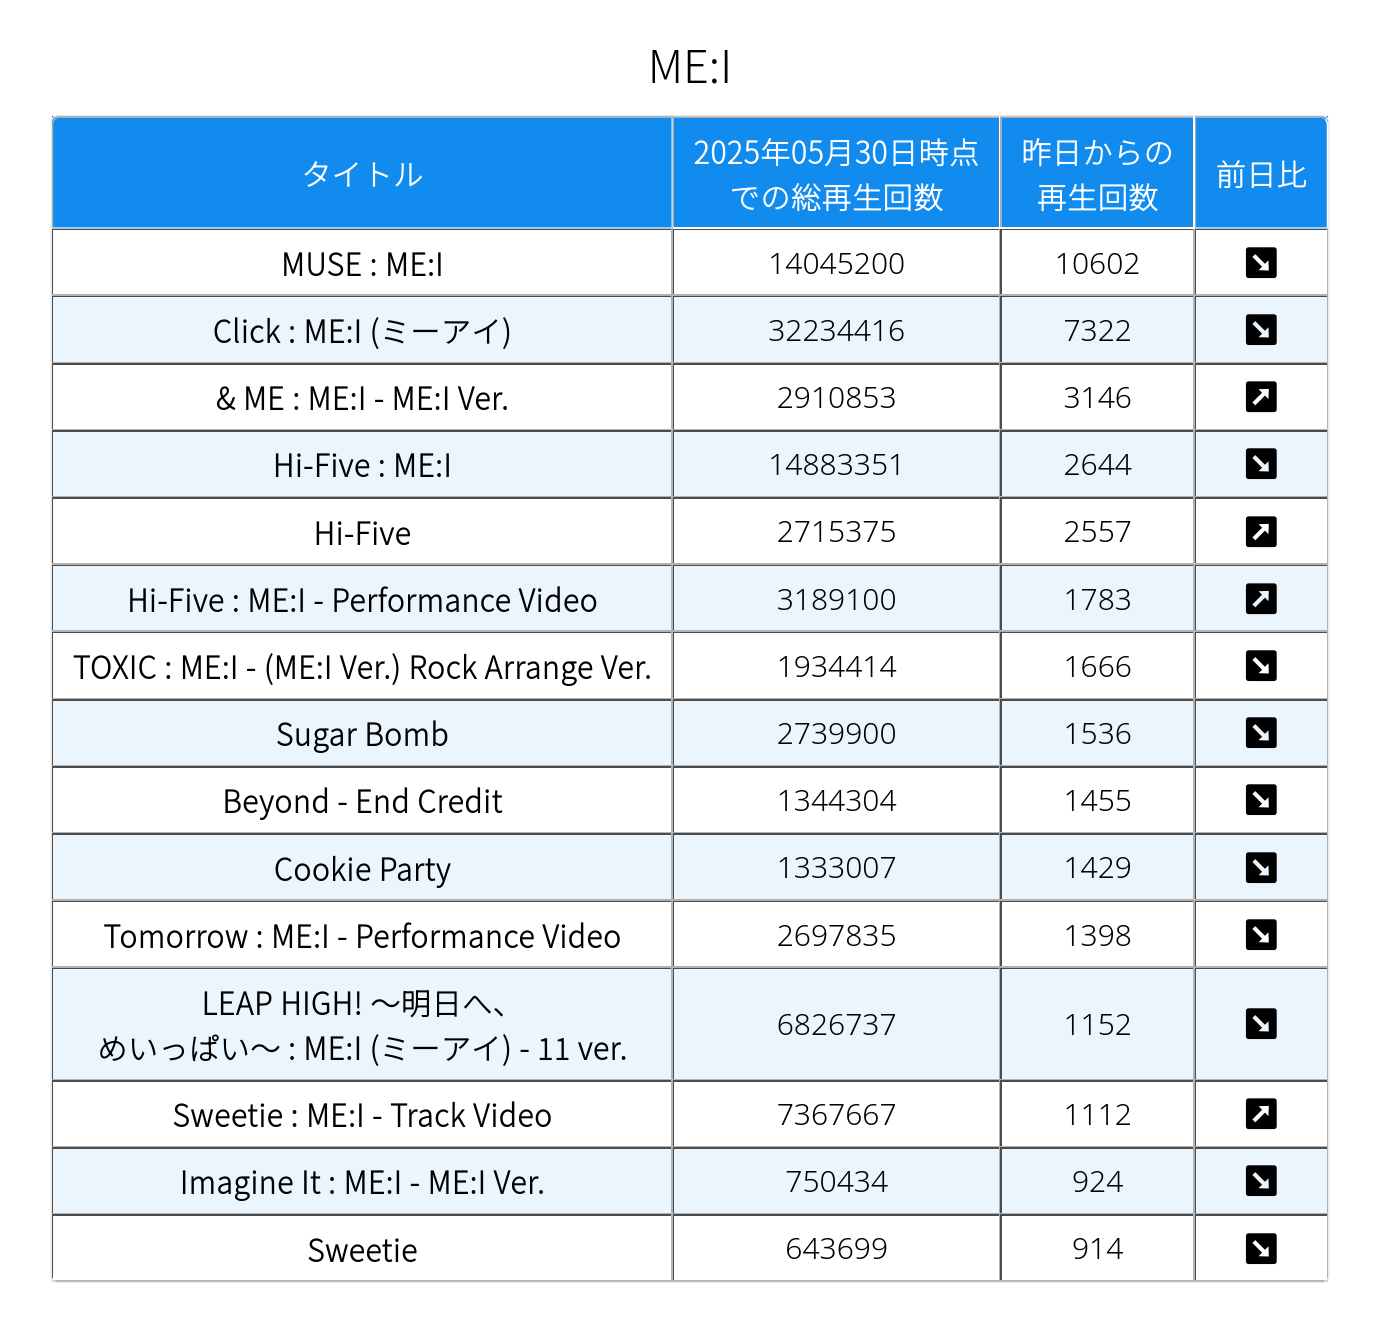 ME:I
タイトル
2025年05月30日時点
での総再生回数
昨日からの
再生回数
前日比
MUSE : ME:I 14045200 10602 ↘
Click : ME:I (ミーアイ) 32234416 7322 ↘
& ME : ME:I - ME:I Ver. 2910853 3146 ↗
Hi-Five : ME:I 14883351 2644 ↘
Hi-Five 2715375 2557 ↗
Hi-Five : ME:I - Performance Video 3189100 1783 ↗
TOXIC : ME:I - (ME:I Ver.) Rock Arrange Ver. 1934414 1666 ↘
Sugar Bomb 2739900 1536 ↘
Beyond - End Credit 1344304 1455 ↘
Cookie Party 1333007 1429 ↘
Tomorrow : ME:I - Performance Video 2697835 1398 ↘
LEAP HIGH! 〜明日へ、
めいっぱい〜 : ME:I (ミーアイ) - 11 ver. 6826737 1152 ↘
Sweetie : ME:I - Track Video 7367667 1112 ↗
Imagine It : ME:I - ME:I Ver. 750434 924 ↘
Sweetie 643699 914 ↘